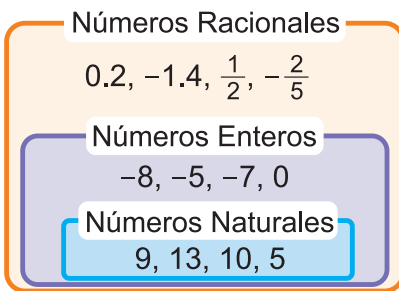 Números Racionales
0.2, −1.4, 1/2, −2/5
Números Enteros
−8, −5, −7, 0
Números Naturales
9, 13, 10, 5